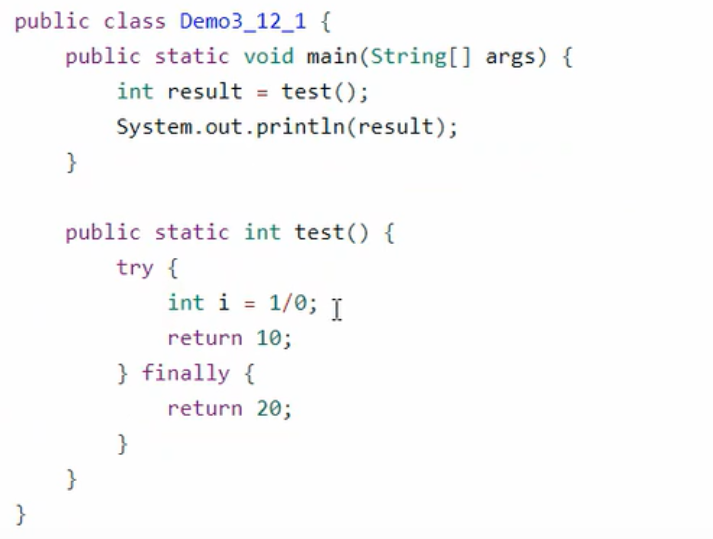 public class Demo3_12_1 {
    public static void main(String[] args) {
        int result = test();
        System.out.println(result);
    }

    public static int test() {
        try {
            int i = 1/0;
            return 10;
        } finally {
            return 20;
        }
    }
}